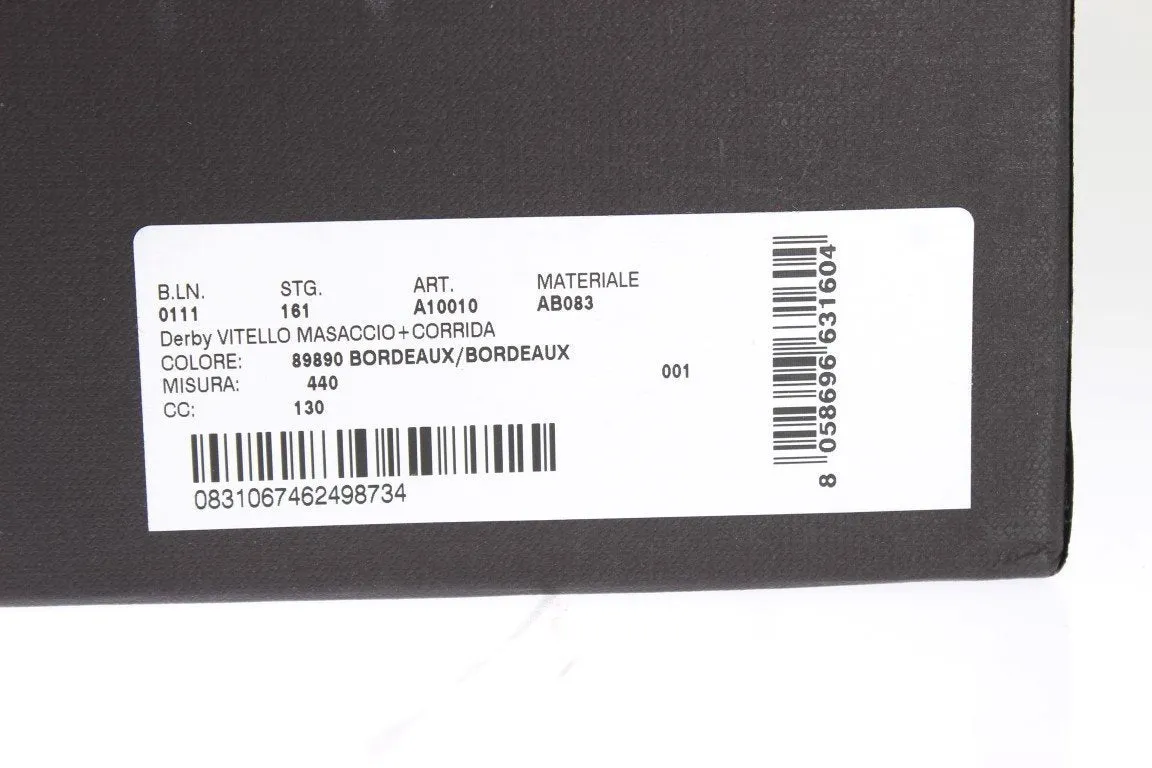 B.LN. STG. ART. MATERIALE
0111 161 A10010 AB083
Derby VITELLO MASACCIO+CORRIDA
COLORE: 89890 BORDEAUX/BORDEAUX
MISURA: 440 001
CC: 130
0831067462498734
8 058696 631604